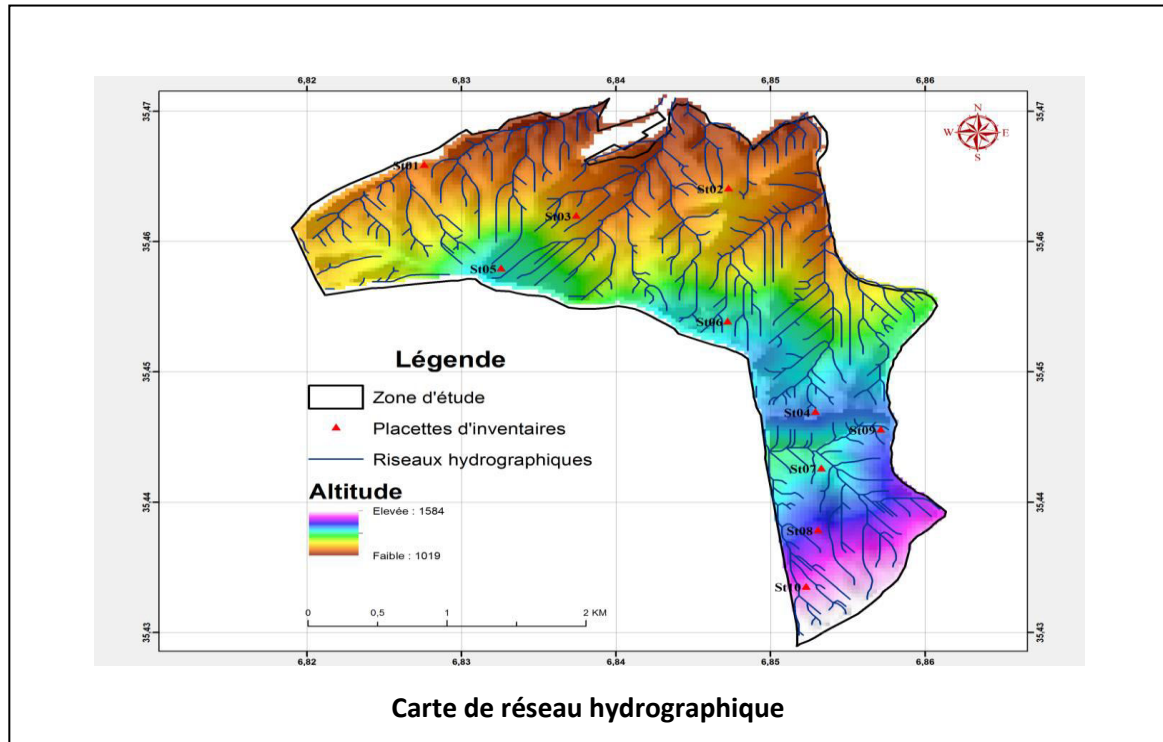 6,82 6,83 6,84 6,85 6,86
35,47 35,47
N
W E
S
St01
St02
St03
35,46 35,46
St05
St06
Légende
35,45 35,45
Zone d'étude
St04
Placettes d'inventaires
St09
Riseaux hydrographiques
St07
Altitude
35,44 35,44
Elevée : 1584
St08
Faible : 1019
St10
0 0,5 1 2 KM
35,43 35,43
6,82 6,83 6,84 6,85 6,86
Carte de réseau hydrographique